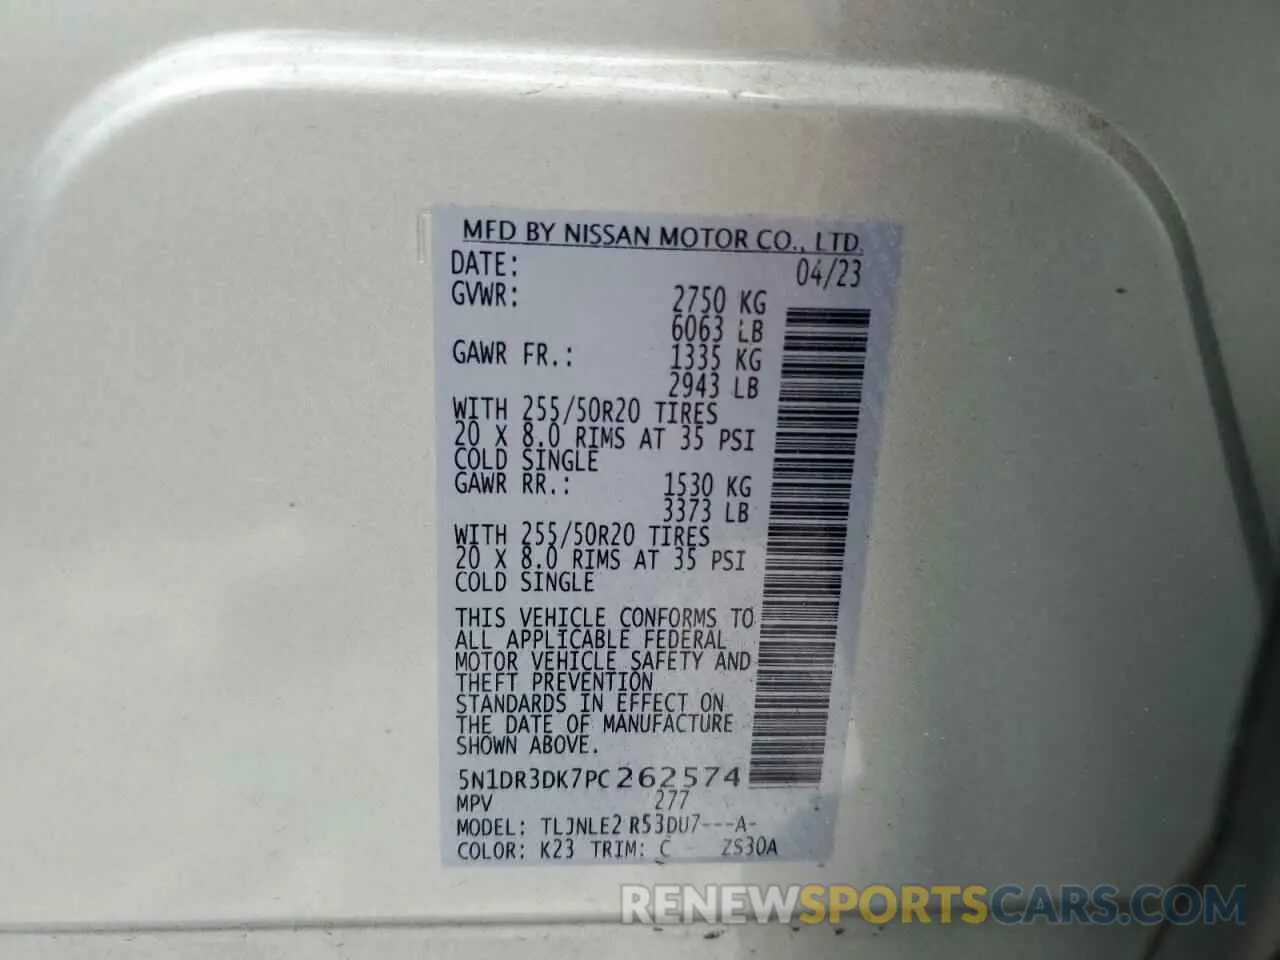 MFD BY NISSAN MOTOR CO., LTD.
DATE: 04/23
GVWR: 2750 KG
6063 LB
GAWR FR.: 1335 KG
2943 LB
WITH 255/50R20 TIRES
20 X 8.0 RIMS AT 35 PSI
COLD SINGLE
GAWR RR.: 1530 KG
3373 LB
WITH 255/50R20 TIRES
20 X 8.0 RIMS AT 35 PSI
COLD SINGLE
THIS VEHICLE CONFORMS TO
ALL APPLICABLE FEDERAL
MOTOR VEHICLE SAFETY AND
THEFT PREVENTION
STANDARDS IN EFFECT ON
THE DATE OF MANUFACTURE
SHOWN ABOVE.
5N1DR3DK7PC262574
MPV 277
MODEL: TLJNLE2 R53DU7---A-
COLOR: K23 TRIM: C ZS30A
RENEWSPORTSCARS.COM